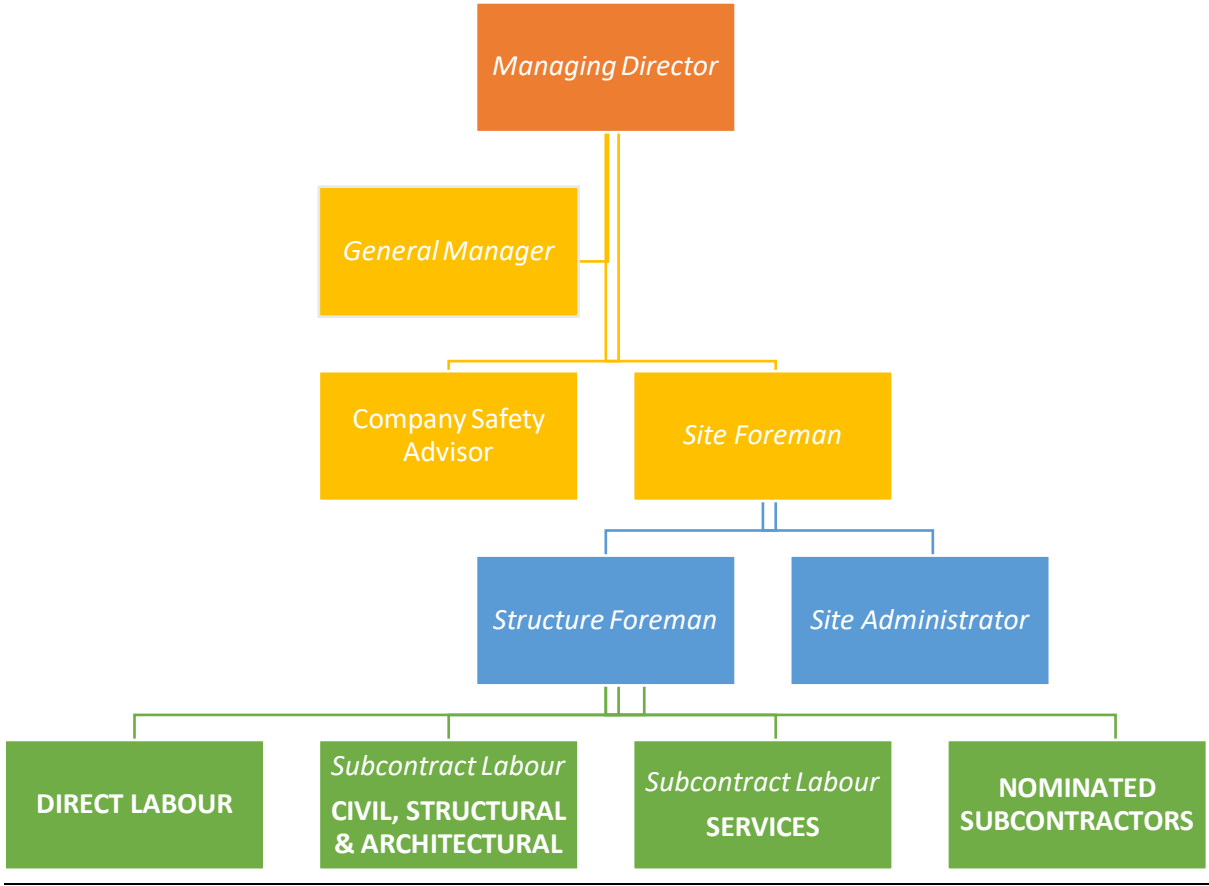 Managing Director
General Manager
Company Safety
Advisor
Site Foreman
Structure Foreman
Site Administrator
DIRECT LABOUR
Subcontract Labour
CIVIL, STRUCTURAL
& ARCHITECTURAL
Subcontract Labour
SERVICES
NOMINATED
SUBCONTRACTORS